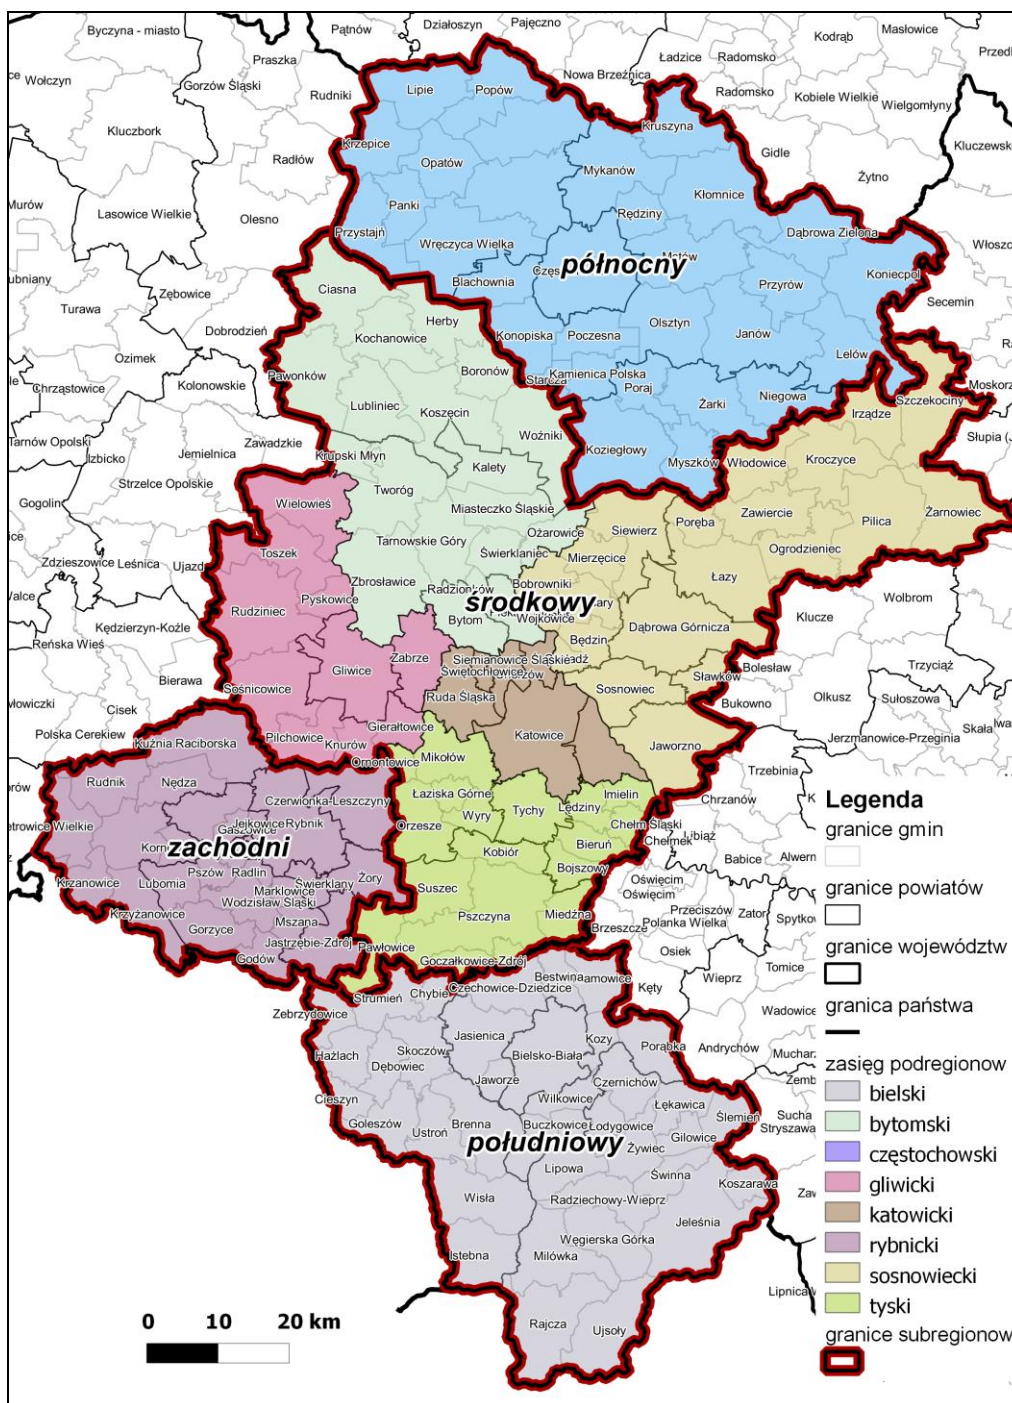 Byczyna - miasto
Pątnów
Działoszyn
Pajęczno
Kodrąb
Masłowice
Praszka
Ładzice
Radomsko
Wołczyn
Gorzów Śląski
Nowa Brzeźnica
Rudniki
Lipie
Popów
Radomsko
Kobiele Wielkie
Wielgomłyny
Kluczbork
Kruszyna
Krzepice
Radłów
Opatów
Mykanów
Gidle
Żytno
Kłomnice
Lasowice Wielkie
Olesno
Panki
Rędziny
Przystajń
Wręczyca Wielka
Dąbrowa Zielona
północny
Blachownia
Koniecpol
Zębowice
Ciasna
Przyrów
Turawa
Herby
Olsztyn
Secemin
Dobrodzień
Kochanowice
Konopiska
Poczesna
Janów
Ozimek
Lelów
Boronów
Kamienica Polska
Pawonków
Starcza
Poraj
Kolonowskie
Chrząstowice
Niegowa
Szczekociny
Lubliniec
Koszęcin
Żarki
Irządze
Tarnów Opolski
Zawadzkie
Woźniki
Izbicko
Jemielnica
Krupski Młyn
Koziegłowy
Myszków
Włodowice
Kroczyce
Kalety
Strzelce Opolskie
Tworóg
Gogolin
Wielowieś
Miasteczko Śląskie
Zawiercie
Żarnowiec
Poręba
Pilica
Siewierz
Ożarowice
Tarnowskie Góry
Toszek
Świerklaniec
Mierzęcice
Ogrodzieniec
Zdzieszowice
Leśnica
Ujazd
Zbrosławice
Łazy
Radzionków
Bobrowniki
Pyskowice
Rudziniec
środkowy
Wolbrom
Bytom
Wojkowice
Klucze
Kędzierzyn-Koźle
Dąbrowa Górnicza
Reńska Wieś
Będzin
Zabrze
Siemianowice Śląskie
Bolesław
Trzyciąż
Gliwice
Świętochłowice
Sławków
Bierawa
Sośnicowice
Sosnowiec
Ruda Śląska
Olkusz
Sułoszowa
Bukowno
Cisek
Gierałtowice
Skała
Polska Cerekiew
Pilchowice
Katowice
Jerzmanowice-Przeginia
Kuźnia Raciborska
Knurów
Jaworzno
Ornontowice
Mikołów
Trzebinia
Rudnik
Nędza
Imielin
Łaziska Górne
Chrzanów
Czerwionka-Leszczyny
Tychy
Lędziny
Wyry
Orzesze
Chełm Śląski
Jejkowice
Rybnik
Libiąż
Gaszowice
Chełmek
Bieruń
Kobiór
Babice
zachodni
Bojszowy
Pszów
Radlin
Żory
Krzanowice
Lubomia
Świerklany
Suszec
Oświęcim
Marklowice
Oświęcim
Wodzisław Śląski
Przeciszów
Zator
Krzyżanowice
Pszczyna
Miedźna
Mszana
Polanka Wielka
Gorzyce
Brzeszcze
Jastrzębie-Zdrój
Pawłowice
Osiek
Godów
Goczałkowice-Zdrój
Tomice
Bestwina
Wieprz
Kęty
Czechowice-Dziedzice
Chybie
Strumień
Zebrzydowice
Jasienica
Kozy
Porąbka
Andrychów
Skoczów
Hażlach
Bielsko-Biała
Dębowiec
Jaworze
Czernichów
Cieszyn
Wilkowice
Łękawica
Ślemień
Goleszów
Brenna
Buczkowice
Łodygowice
Sucha
Ustroń
Gilowice
Stryszawa
południowy
Żywiec
Lipowa
Świnna
Koszarawa
Wisła
Radziechowy-Wieprz
Jeleśnia
Węgierska Górka
Istebna
Milówka
Rajcza
Ujsoły
0 10 20 km
Legenda
granice gmin
granice powiatów
granice województw
granica państwa
zasięg podregionow
bielski
bytomski
częstochowski
gliwicki
katowicki
rybnicki
sosnowiecki
tyski
granice subregionow